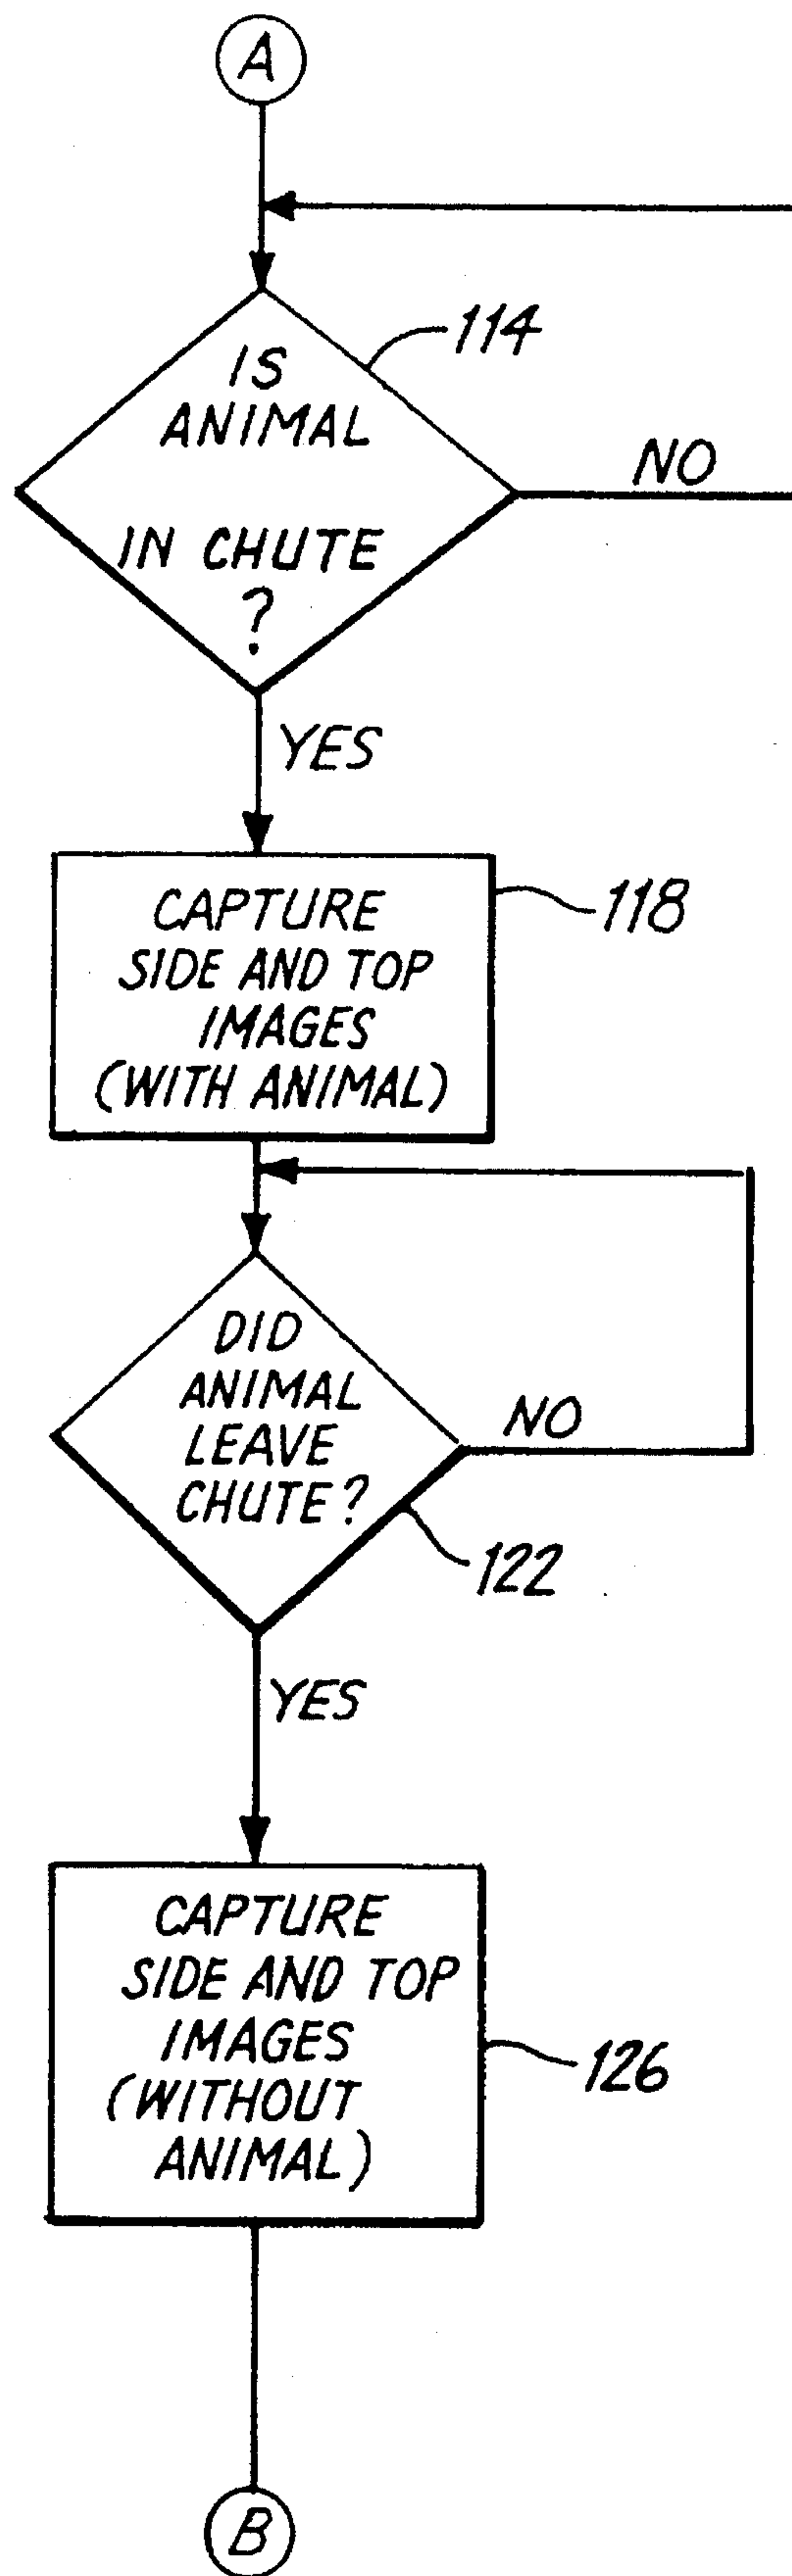 A
114
IS
ANIMAL
IN CHUTE
?
NO
YES
118
CAPTURE
SIDE AND TOP
IMAGES
(WITH ANIMAL)
DID
ANIMAL
LEAVE
CHUTE?
NO
122
YES
CAPTURE
SIDE AND TOP
IMAGES
(WITHOUT
ANIMAL)
126
B